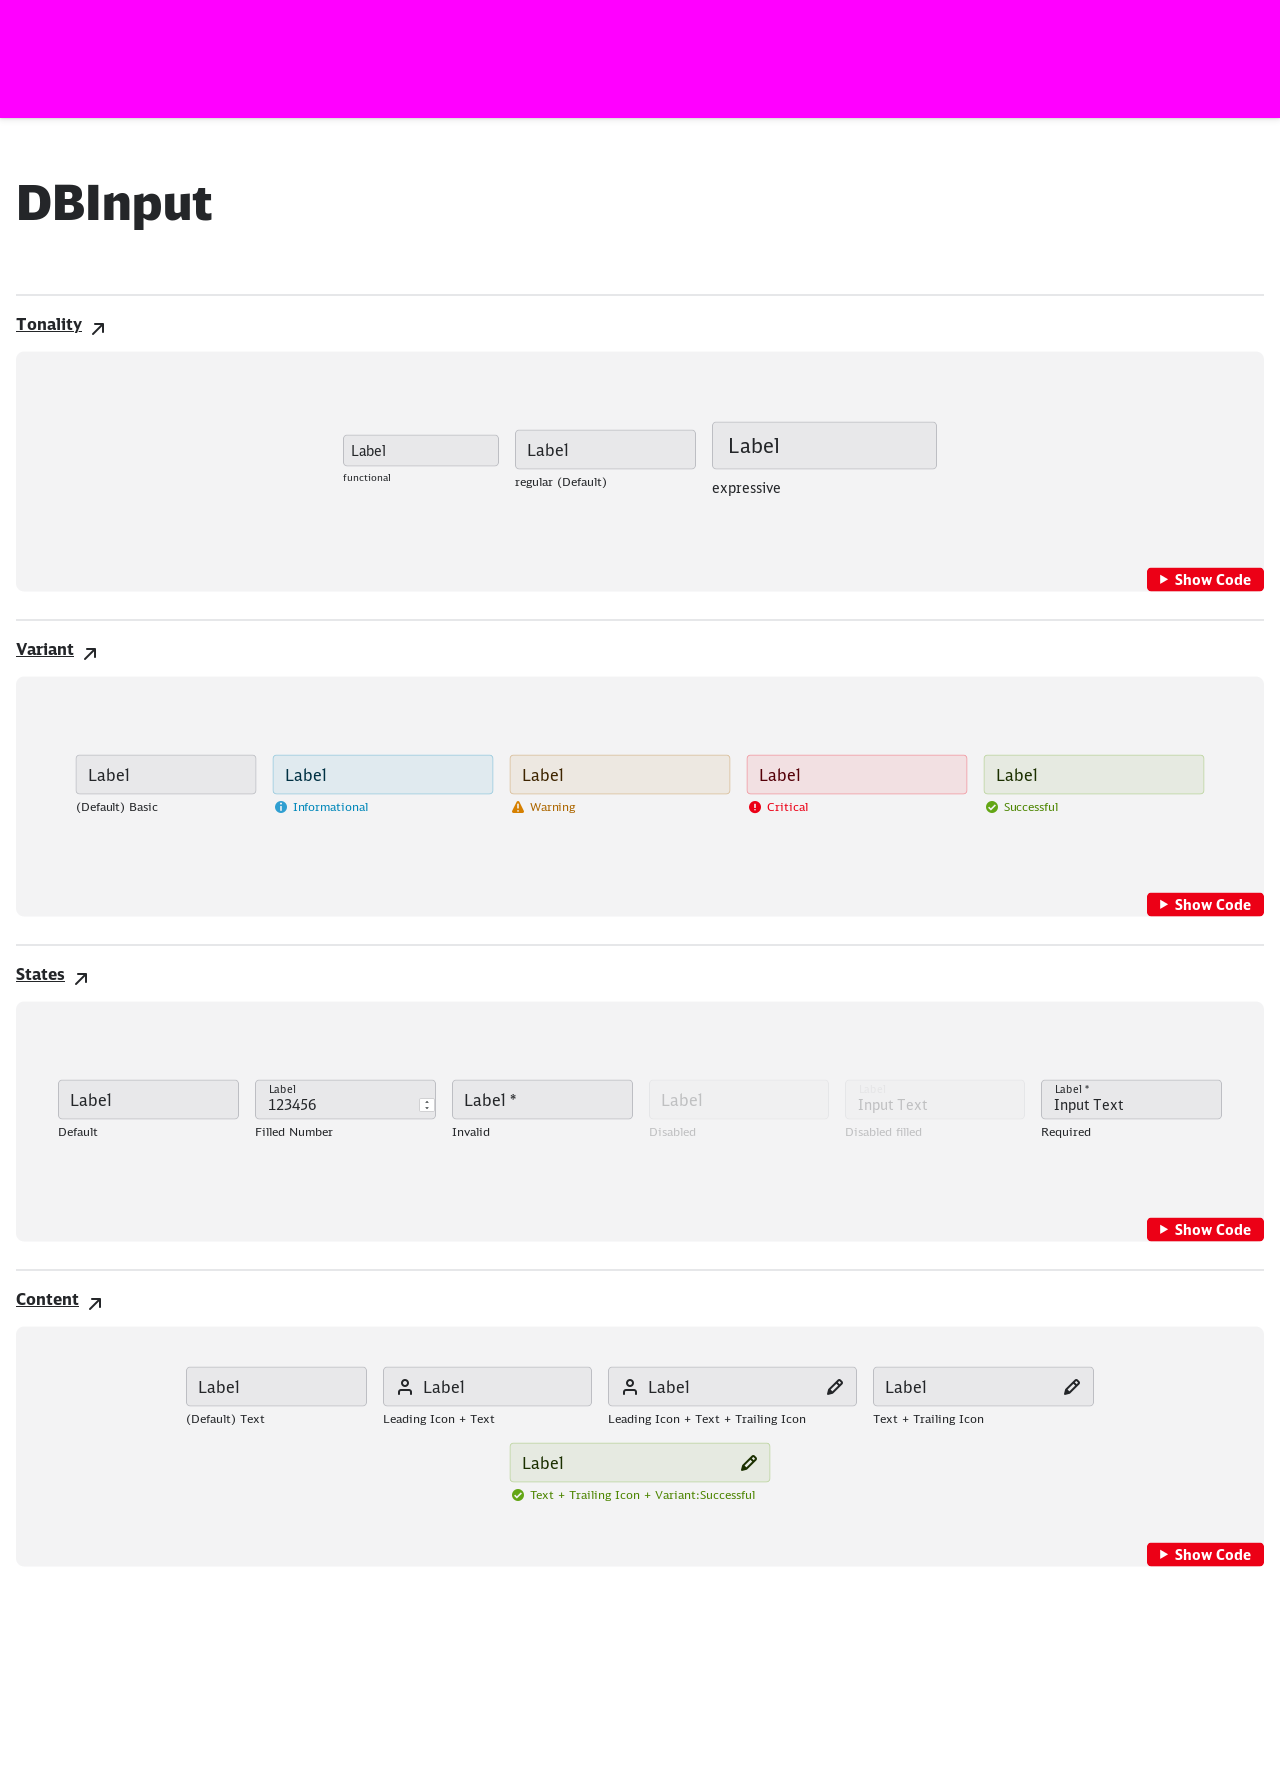 DBInput
Tonality
Label
Label
Label
functional
regular (Default)
expressive
Show Code
Variant
Label
Label
Label
Label
Label
(Default) Basic
Informational
Warning
Critical
Successful
Show Code
States
Label
Label
123456
Label *
Label
Label
Input Text
Label *
Input Text
Default
Filled Number
Invalid
Disabled
Disabled filled
Required
Show Code
Content
Label
Label
Label
Label
(Default) Text
Leading Icon + Text
Leading Icon + Text + Trailing Icon
Text + Trailing Icon
Label
Text + Trailing Icon + Variant:Successful
Show Code